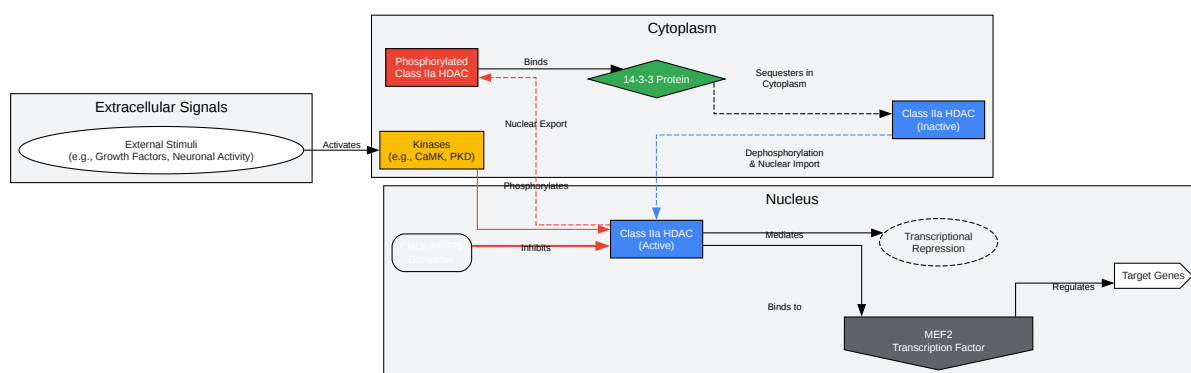 Cytoplasm
Phosphorylated
Class IIa HDAC
Binds
14-3-3 Protein
Sequesters in
Cytoplasm
Class IIa HDAC
(Inactive)
Extracellular Signals
External Stimuli
(e.g., Growth Factors, Neuronal Activity)
Activates
Kinases
(e.g., CaMK, PKD)
Nuclear Export
Dephosphorylation
& Nuclear Import
Phosphorylates
Nucleus
Derivative
Inhibits
Class IIa HDAC
(Active)
Mediates
Transcriptional
Repression
Binds to
MEF2
Transcription Factor
Regulates
Target Genes